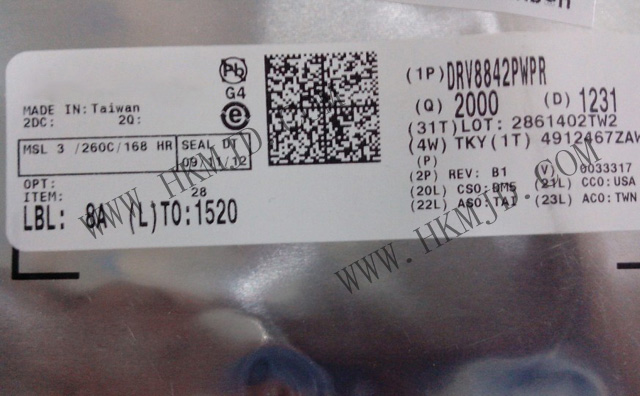 Pb
G4
e
MADE IN: Taiwan
2DC: 2Q:
MSL 3 /260C/168 HR
SEAL DT
09/11/12
OPT:
ITEM: 28
LBL: 8A (L)TO:1520
(1P) DRV8842PWPR
(Q) 2000 (D) 1231
(31T)LOT: 2861402TW2
(4W) TKY(1T) 4912467ZAW
(P)
(2P) REV: B1 (V) 0033317
(20L) CSO:DM5 (21L) CCO:USA
(22L) ASO:TAI (23L) ACO:TWN
WWW.HKMJD.COM
WWW.HKMJD.COM